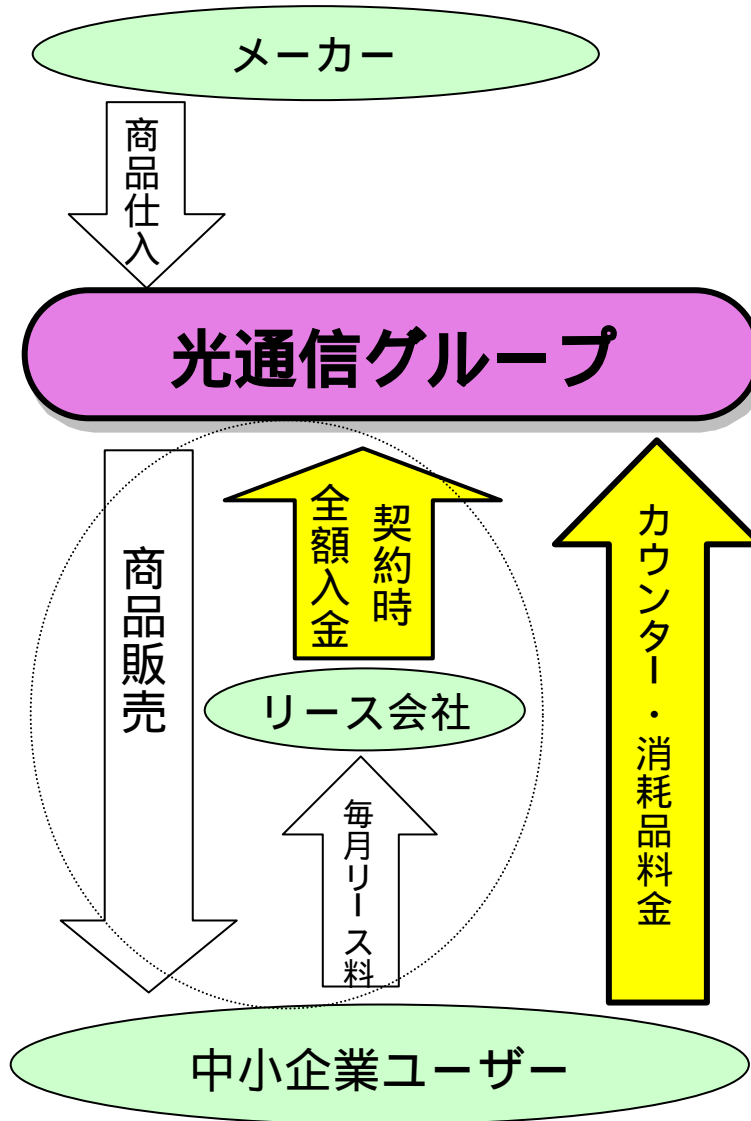 メーカー
商品仕入
光通信グループ
商品販売
契約時
全額入金
カウンター・消耗品料金
リース会社
毎月リース料
中小企業ユーザー